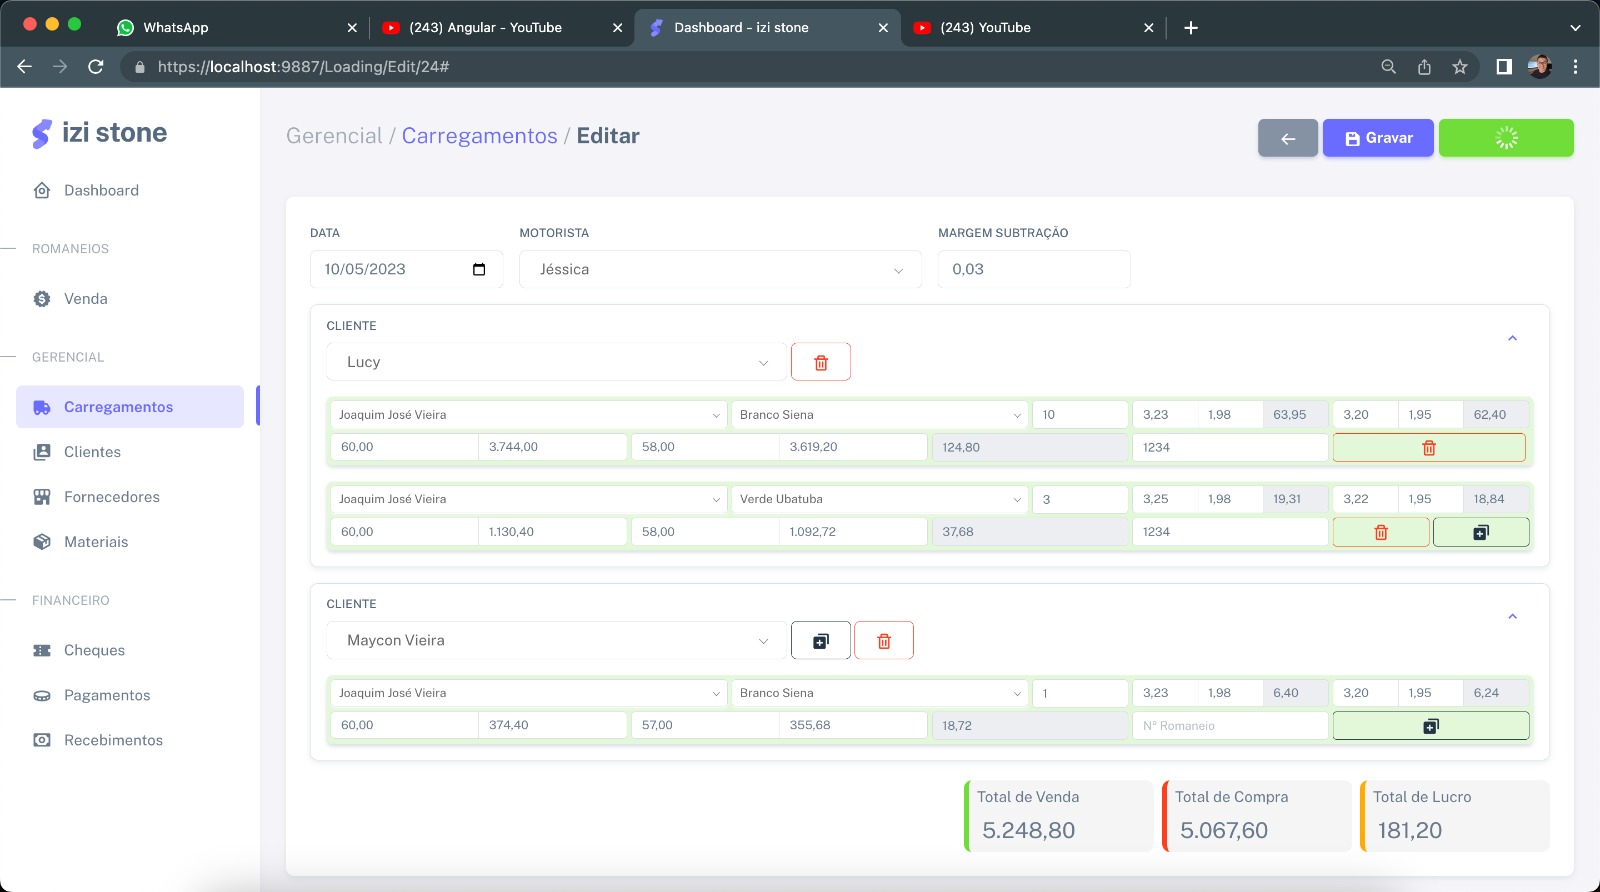 WhatsApp
(243) Angular - YouTube
Dashboard - izi stone
(243) YouTube
https://localhost:9887/Loading/Edit/24#
izi stone
Dashboard
ROMANEIOS
Venda
GERENCIAL
Carregamentos
Clientes
Fornecedores
Materiais
FINANCEIRO
Cheques
Pagamentos
Recebimentos
Gerencial / Carregamentos / Editar
Gravar
DATA MOTORISTA MARGEM SUBTRAÇÃO
10/05/2023 Jéssica 0,03
CLIENTE
Lucy
Joaquim José Vieira Branco Siena 10 3,23 1,98 63,95 3,20 1,95 62,40
60,00 3.744,00 58,00 3.619,20 124,80 1234
Joaquim José Vieira Verde Ubatuba 3 3,25 1,98 19,31 3,22 1,95 18,84
60,00 1.130,40 58,00 1.092,72 37,68 1234
CLIENTE
Maycon Vieira
Joaquim José Vieira Branco Siena 1 3,23 1,98 6,40 3,20 1,95 6,24
60,00 374,40 57,00 355,68 18,72 Nº Romaneio
Total de Venda Total de Compra Total de Lucro
5.248,80 5.067,60 181,20